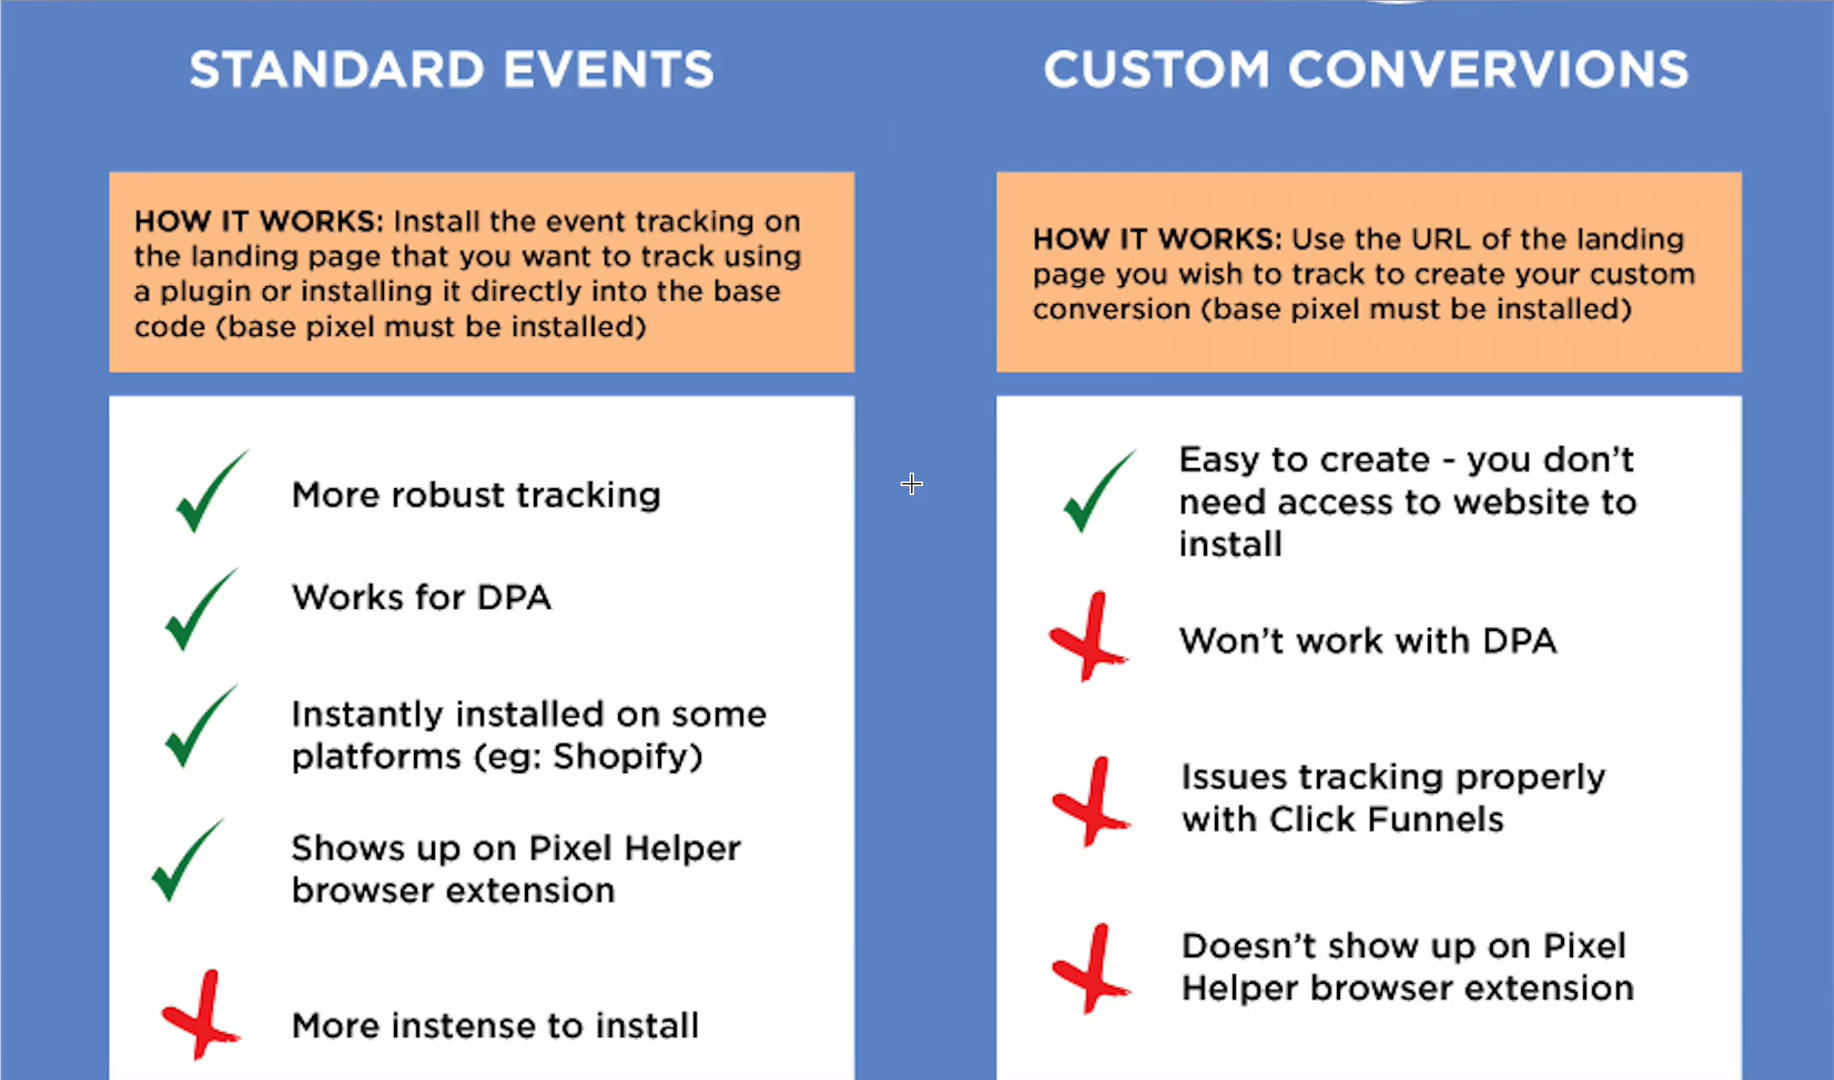 STANDARD EVENTS
HOW IT WORKS: Install the event tracking on
the landing page that you want to track using
a plugin or installing it directly into the base
code (base pixel must be installed)
More robust tracking
Works for DPA
Instantly installed on some
platforms (eg: Shopify)
Shows up on Pixel Helper
browser extension
More instense to install
CUSTOM CONVERVIONS
HOW IT WORKS: Use the URL of the landing
page you wish to track to create your custom
conversion (base pixel must be installed)
Easy to create - you don't
need access to website to
install
Won't work with DPA
Issues tracking properly
with Click Funnels
Doesn't show up on Pixel
Helper browser extension